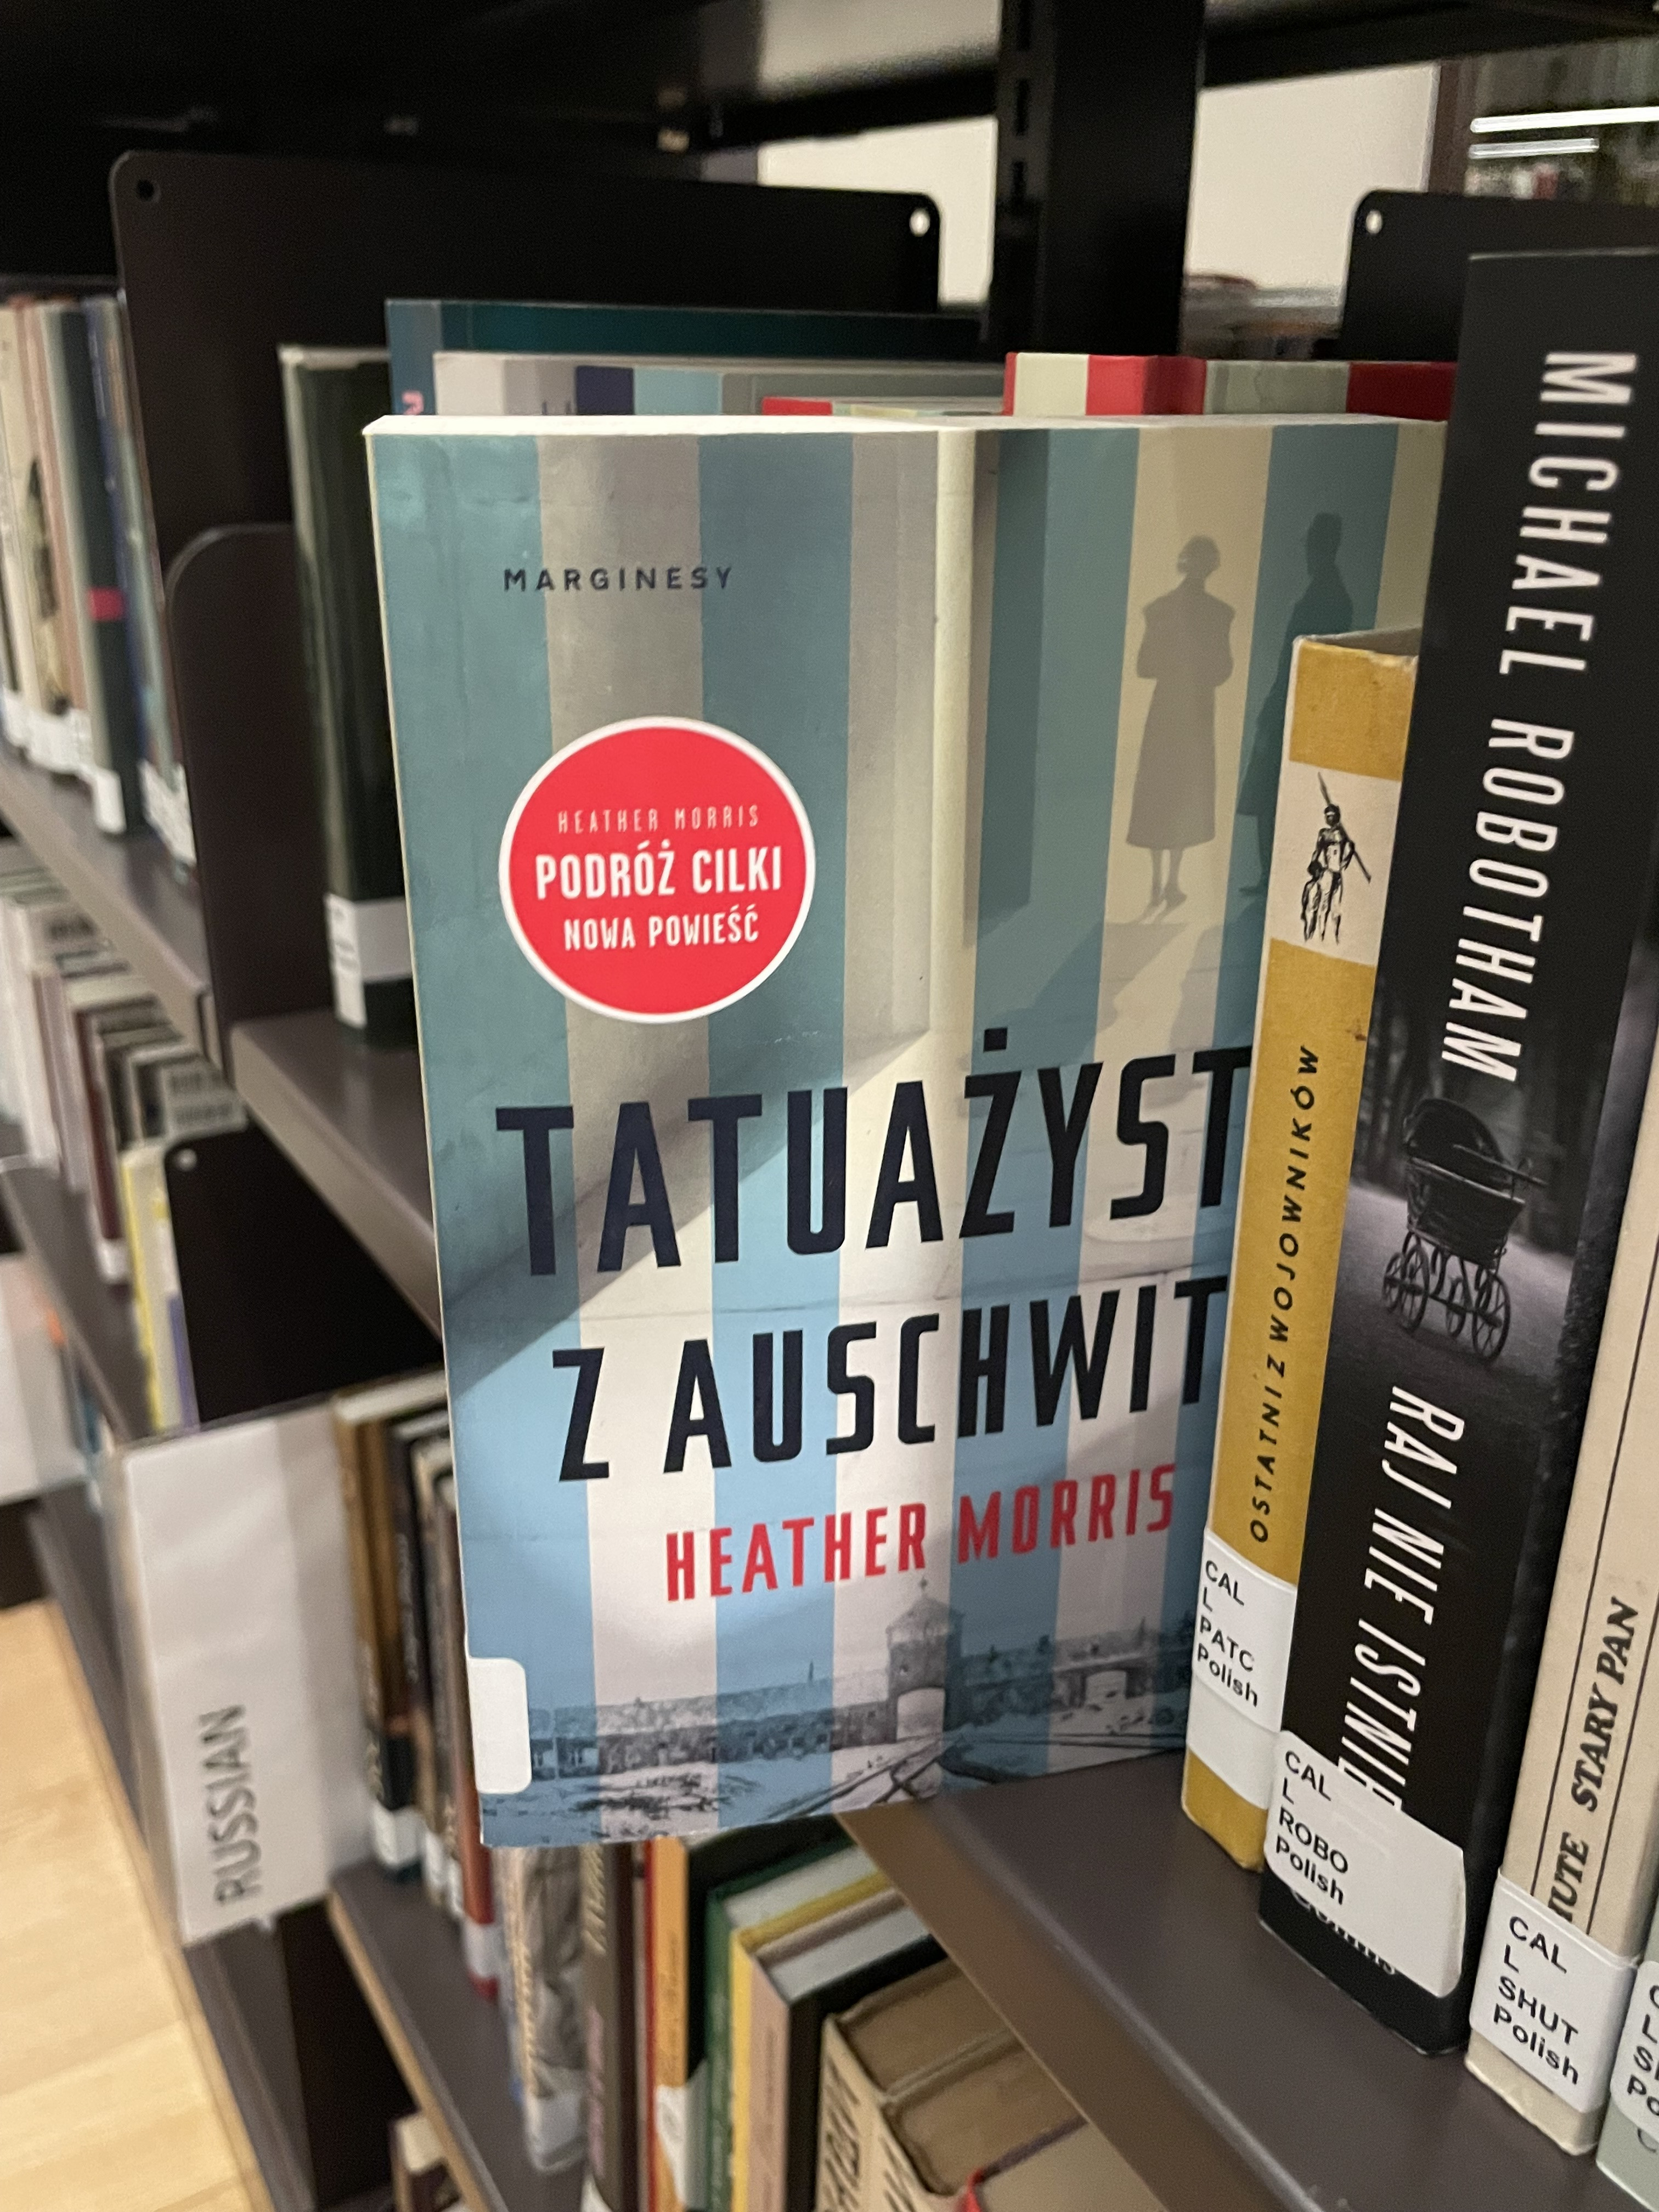 MARGINESY
HEATHER MORRIS
PODRÓŻ CILKI
NOWA POWIEŚĆ
TATUAŻYST
Z AUSCHWIT
HEATHER MORRIS
OSTATNI Z WOJOWNIKÓW
CAL
L
PATC
Polish
MICHAEL ROBOTHAM
RAJ NIE ISTNIE
CAL
L
ROBO
Polish
STARY PAN
CAL
L
SHUT
Polish
RUSSIAN